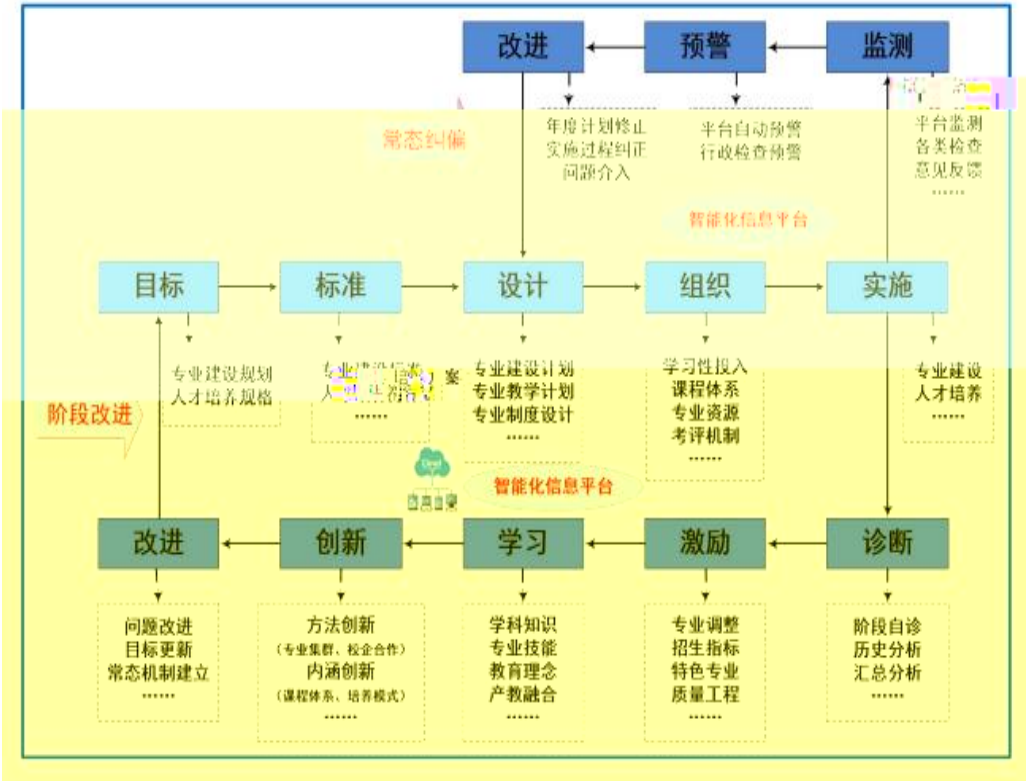 改进
预警
监测
常态纠偏
年度计划修止
实施过程纠正
问题介入
平台自动预警
行政检查预警
平台监测
各类检查
意见反馈
……
智能化信息平台
目标
标准
设计
组织
实施
专业建设规划
人才培养规格
案
……
专业建设计划
专业教学计划
专业制度设计
……
学习性投入
课程体系
专业资源
考评机制
……
专业建设
人才培养
……
阶段改进
智能化信息平台
改进
创新
学习
激励
诊断
问题改进
目标更新
常态机制建立
……
方法创新
(专业集群、校企合作)
内涵创新
(课程体系、培养模式)
……
学科知识
专业技能
教育理念
产教融合
……
专业调整
招生指标
特色专业
质量工程
……
阶段自诊
历史分析
汇总分析
……